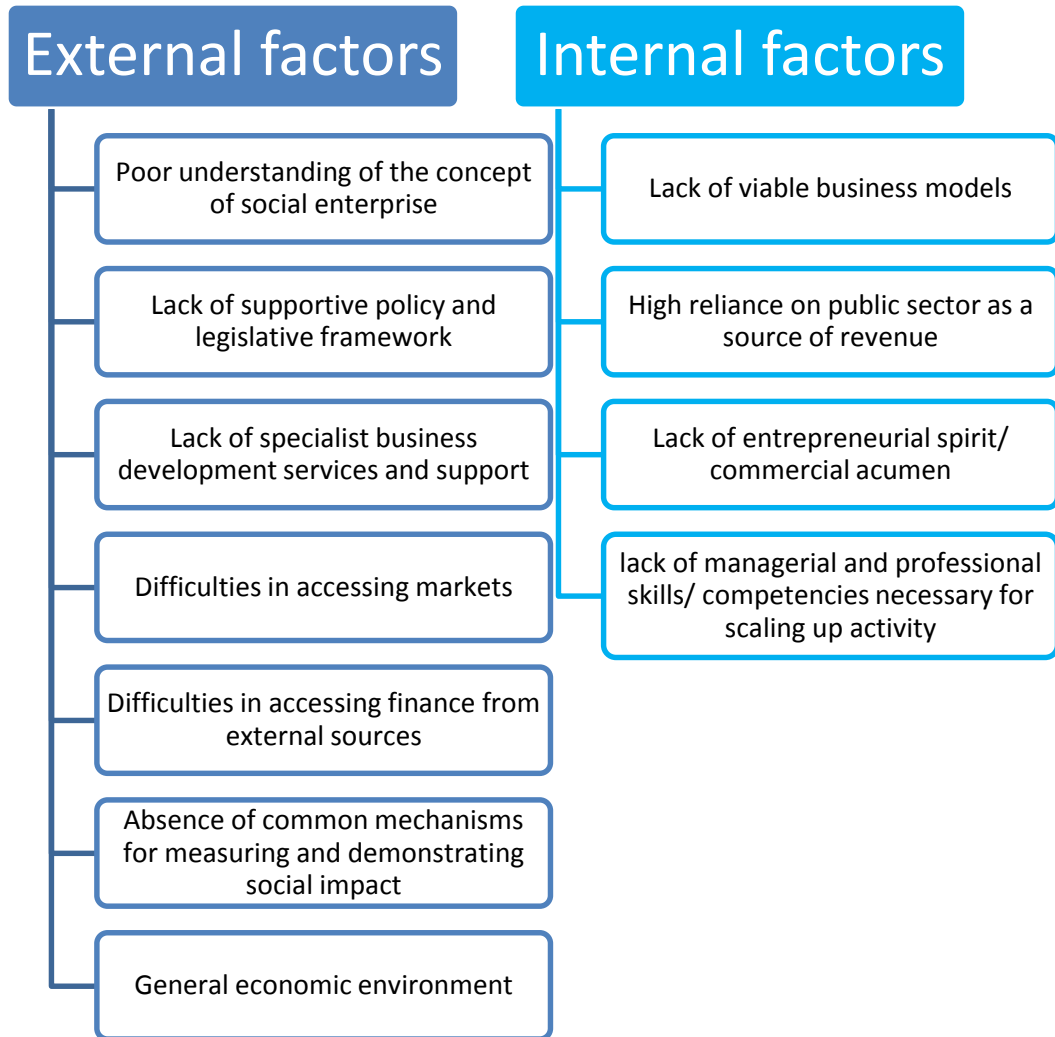 External factors
Poor understanding of the concept
of social enterprise
Lack of supportive policy and
legislative framework
Lack of specialist business
development services and support
Difficulties in accessing markets
Difficulties in accessing finance from
external sources
Absence of common mechanisms
for measuring and demonstrating
social impact
General economic environment
Internal factors
Lack of viable business models
High reliance on public sector as a
source of revenue
Lack of entrepreneurial spirit/
commercial acumen
lack of managerial and professional
skills/ competencies necessary for
scaling up activity